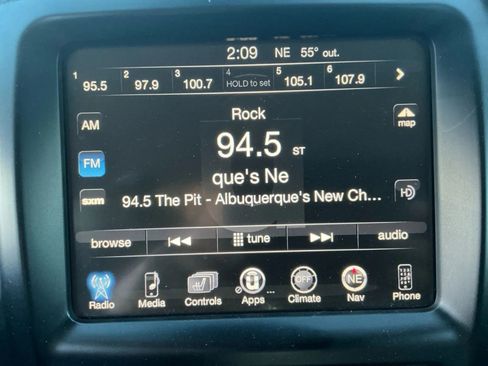 2:09 NE 55° out.
1 95.5 2 97.9 3 100.7 4 HOLD to set 5 105.1 6 107.9
Rock
AM map
94.5 ST
FM
que's Ne
sxm 94.5 The Pit - Albuquerque's New Ch... HD
browse tune audio
OFF NE
Radio Media Controls Apps ... Climate Nav Phone